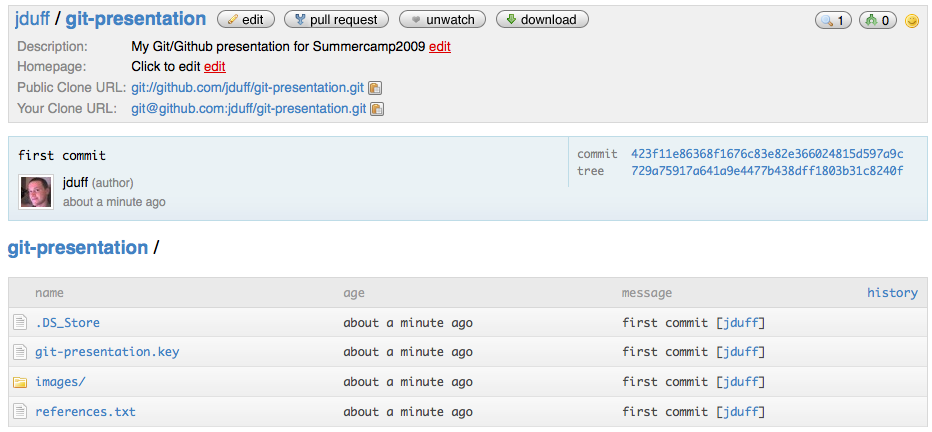 jduff / git-presentation edit pull request unwatch download 1 0
Description: My Git/Github presentation for Summercamp2009 edit
Homepage: Click to edit edit
Public Clone URL: git://github.com/jduff/git-presentation.git
Your Clone URL: git@github.com:jduff/git-presentation.git
first commit
commit 423f11e86368f1676c83e82e366024815d597a9c
tree 729a75917a641a9e4477b438dff1803b31c8240f
jduff (author)
about a minute ago
git-presentation /
name age message history
.DS_Store about a minute ago first commit [jduff]
git-presentation.key about a minute ago first commit [jduff]
images/ about a minute ago first commit [jduff]
references.txt about a minute ago first commit [jduff]